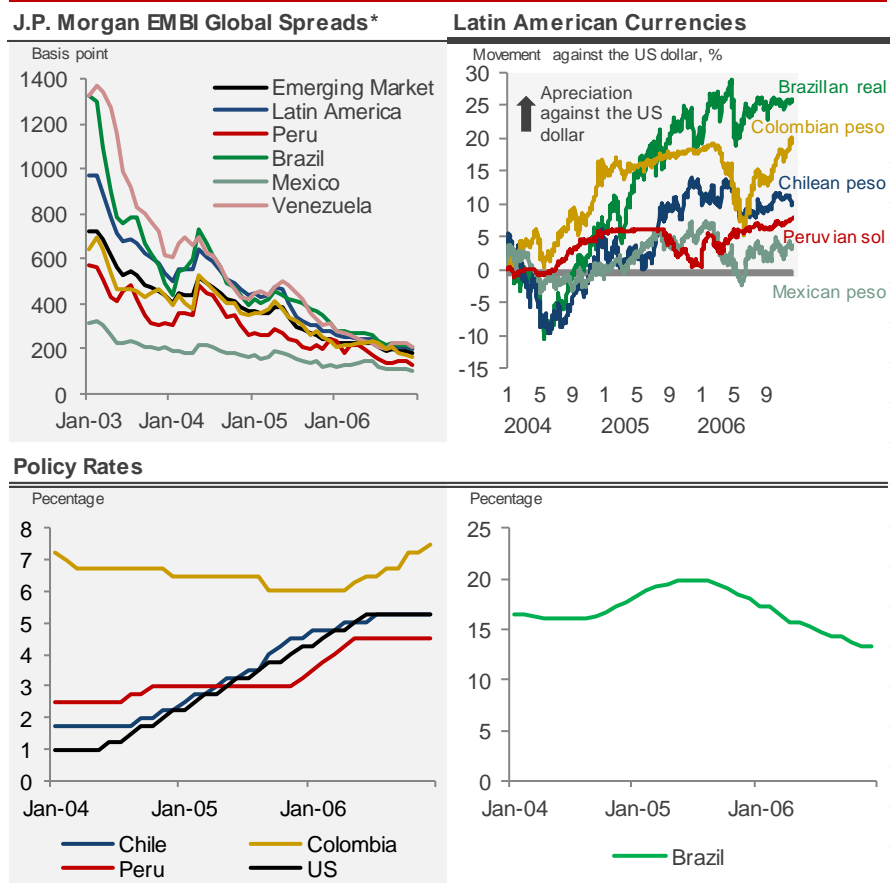 J.P. Morgan EMBI Global Spreads*
Basis point
1400
1200
1000
800
600
400
200
0
Emerging Market
Latin America
Peru
Brazil
Mexico
Venezuela
Jan-03 Jan-04 Jan-05 Jan-06
Latin American Currencies
Movement against the US dollar, %
30
25
20
15
10
5
0
-5
-10
-15
Apreciation
against the US
dollar
Brazillan real
Colombian peso
Chilean peso
Peruvian sol
Mexican peso
1 5 9 1 5 9 1 5 9
2004 2005 2006
Policy Rates
Pecentage
8
7
6
5
4
3
2
1
0
Jan-04 Jan-05 Jan-06
Chile Colombia
Peru US
Pecentage
25
20
15
10
5
0
Jan-04 Jan-05 Jan-06
Brazil